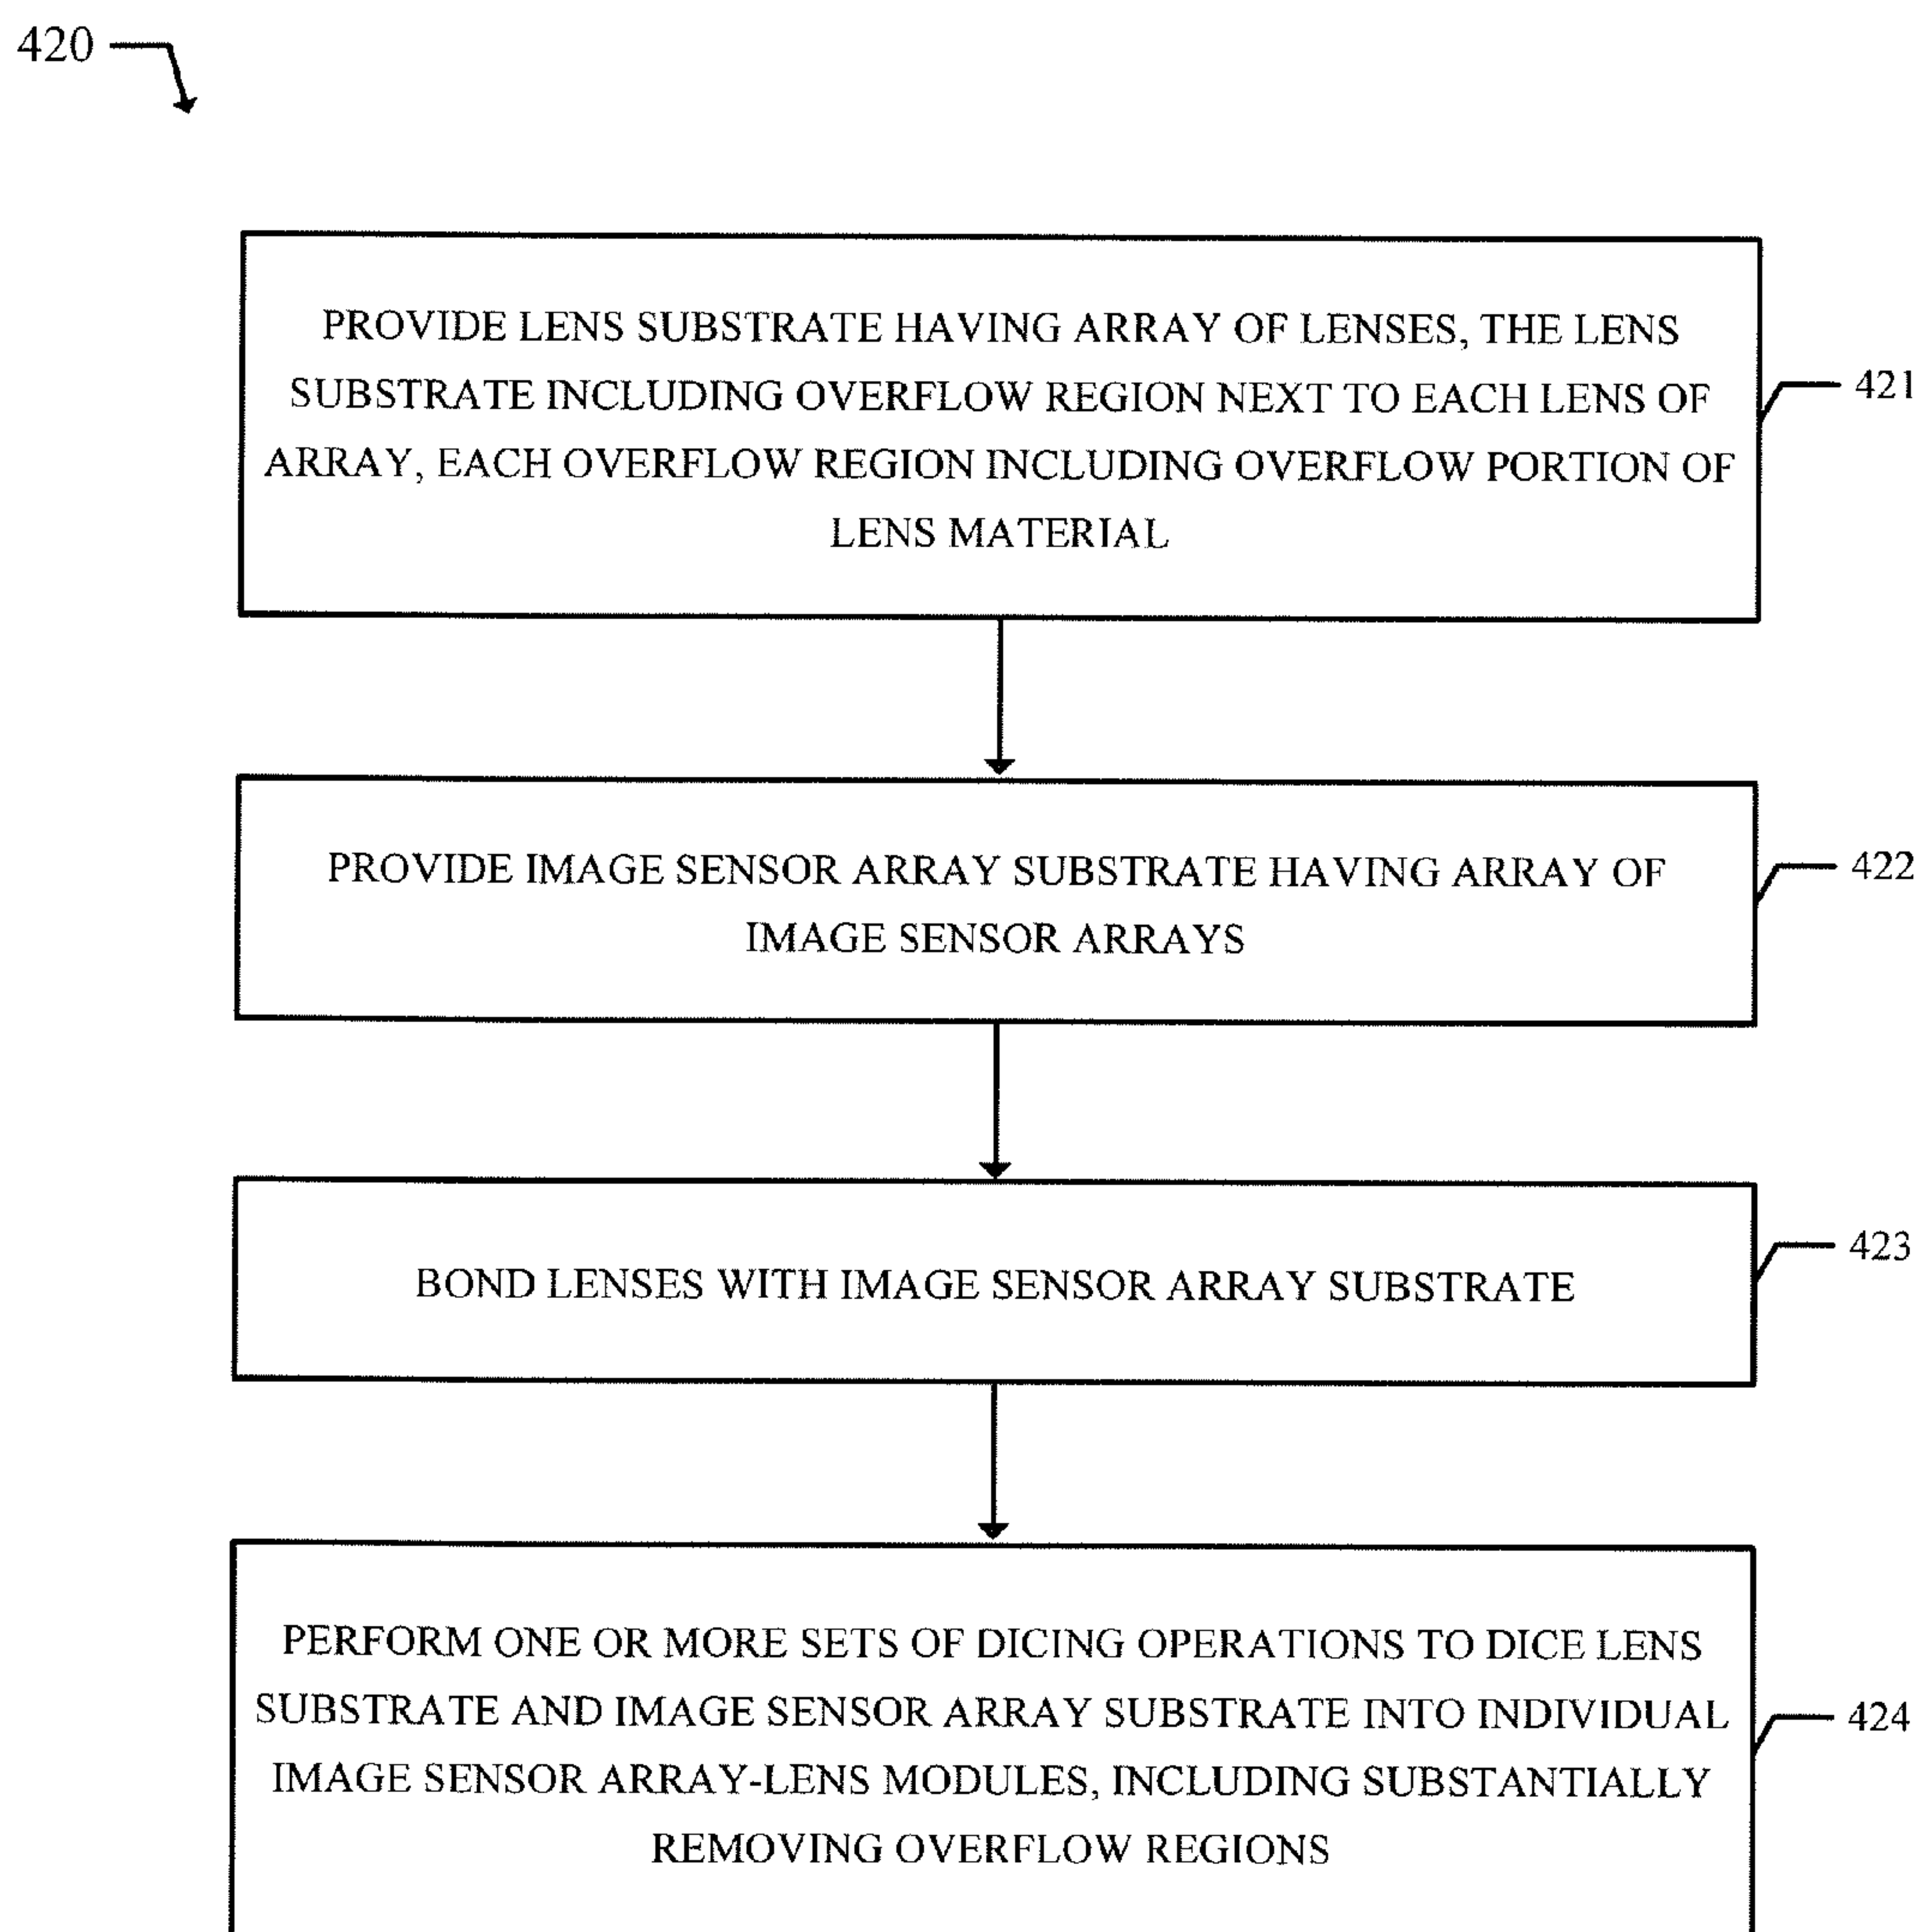 420
PROVIDE LENS SUBSTRATE HAVING ARRAY OF LENSES, THE LENS
SUBSTRATE INCLUDING OVERFLOW REGION NEXT TO EACH LENS OF
ARRAY, EACH OVERFLOW REGION INCLUDING OVERFLOW PORTION OF
LENS MATERIAL
421
PROVIDE IMAGE SENSOR ARRAY SUBSTRATE HAVING ARRAY OF
IMAGE SENSOR ARRAYS
422
BOND LENSES WITH IMAGE SENSOR ARRAY SUBSTRATE
423
PERFORM ONE OR MORE SETS OF DICING OPERATIONS TO DICE LENS
SUBSTRATE AND IMAGE SENSOR ARRAY SUBSTRATE INTO INDIVIDUAL
IMAGE SENSOR ARRAY-LENS MODULES, INCLUDING SUBSTANTIALLY
REMOVING OVERFLOW REGIONS
424